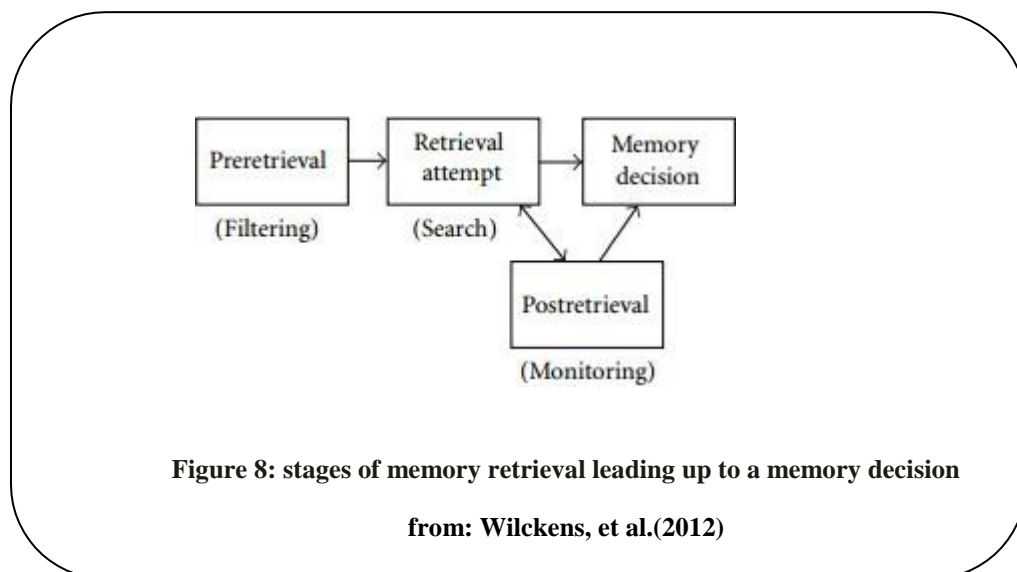 Preretrieval
(Filtering)
Retrieval
attempt
(Search)
Memory
decision
Postretrieval
(Monitoring)
Figure 8: stages of memory retrieval leading up to a memory decision
from: Wilckens, et al.(2012)